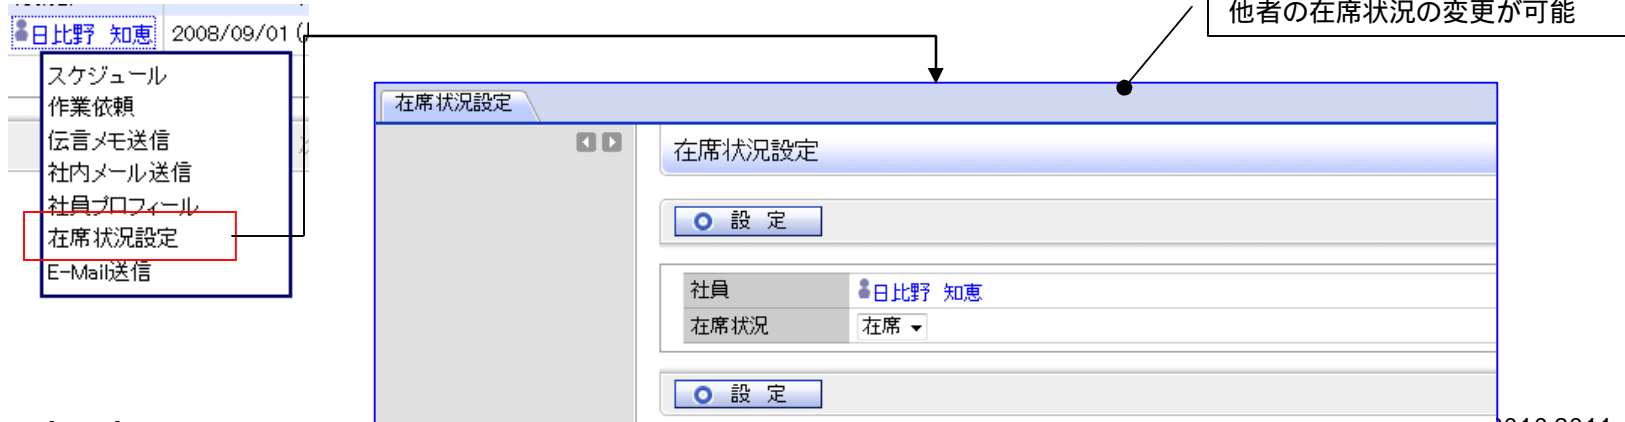 他者の在席状況の変更が可能
日比野 知恵 2008/09/01
スケジュール
作業依頼
伝言メモ送信
社内メール送信
社員プロフィール
在席状況設定
E-Mail送信
在席状況設定
在席状況設定
設 定
社員 日比野 知恵
在席状況 在席
設 定